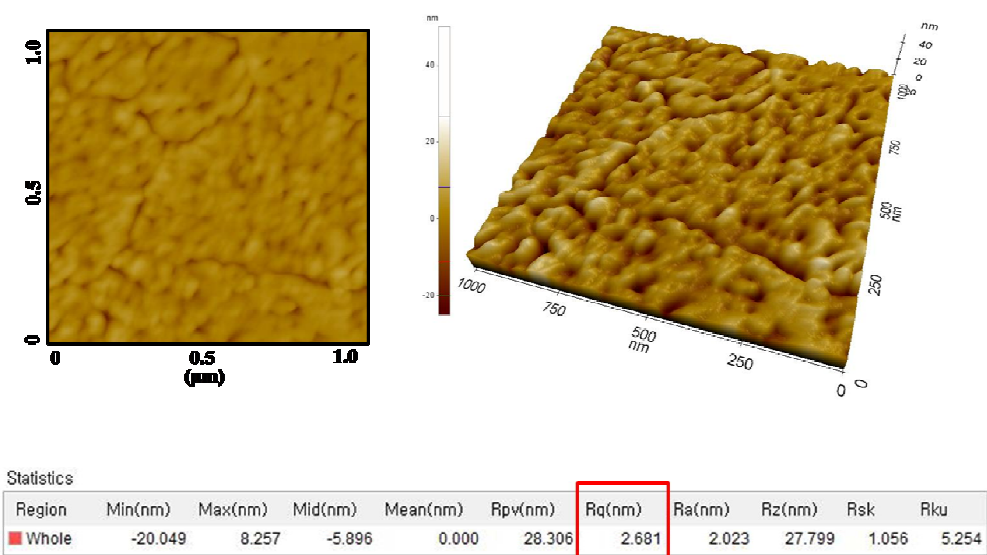 1.0
0.5
0
0
0.5
1.0
(μm)
nm
40
20
0
-20
nm
40
20
0
1000
750
500
nm
250
0
1000
750
500
nm
250
0
Statistics
Region Min(nm) Max(nm) Mid(nm) Mean(nm) Rpv(nm) Rq(nm) Ra(nm) Rz(nm) Rsk Rku
Whole -20.049 8.257 -5.896 0.000 28.306 2.681 2.023 27.799 1.056 5.254